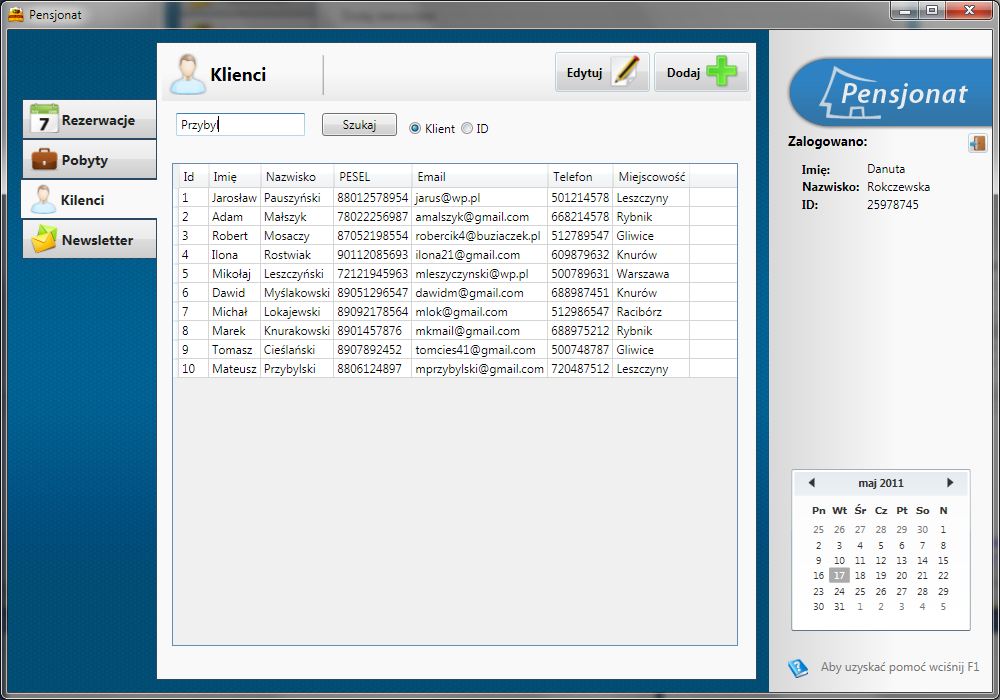 Pensjonat
Klienci
Edytuj
Dodaj
Przybyl
Szukaj
Klient
ID
7 Rezerwacje
Pobyty
Kilenci
Newsletter
Id Imię Nazwisko PESEL Email Telefon Miejscowość
1 Jarosław Pauszyński 88012578954 jarus@wp.pl 501214578 Leszczyny
2 Adam Małszyk 78022256987 amalszyk@gmail.com 668214578 Rybnik
3 Robert Mosaczy 87052198554 robercik4@buziaczek.pl 512789547 Gliwice
4 Ilona Rostwiak 90112085693 ilona21@gmail.com 609879632 Knurów
5 Mikołaj Leszczyński 72121945963 mleszyczynski@wp.pl 500789631 Warszawa
6 Dawid Myślakowski 89051296547 dawidm@gmail.com 688987451 Knurów
7 Michał Lokajewski 89092178564 mlok@gmail.com 512986547 Racibórz
8 Marek Knurakowski 8901457876 mkmail@gmail.com 688975212 Rybnik
9 Tomasz Cieślański 8907892452 tomcies41@gmail.com 500748787 Gliwice
10 Mateusz Przybylski 8806124897 mprzybylski@gmail.com 720487512 Leszczyny
Pensjonat
Zalogowano:
Imię: Danuta
Nazwisko: Rokczewska
ID: 25978745
maj 2011
Pn Wt Śr Cz Pt So N
25 26 27 28 29 30 1
2 3 4 5 6 7 8
9 10 11 12 13 14 15
16 17 18 19 20 21 22
23 24 25 26 27 28 29
30 31 1 2 3 4 5
Aby uzyskać pomoc wciśnij F1